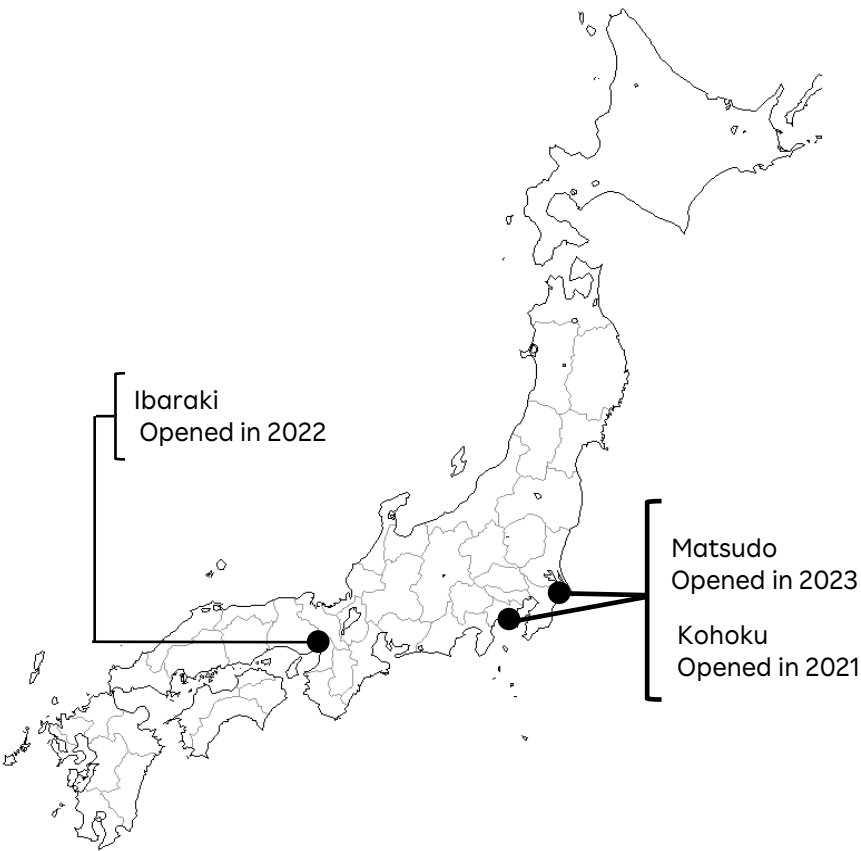 Ibaraki
Opened in 2022
Matsudo
Opened in 2023
Kohoku
Opened in 2021